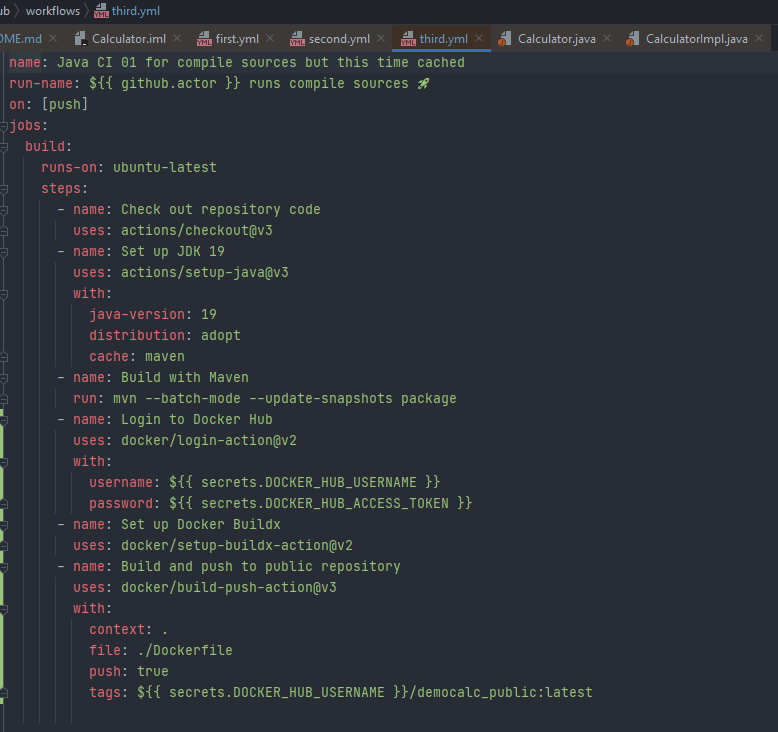 ub > workflows > third.yml
OME.md Calculator.iml first.yml second.yml third.yml Calculator.java CalculatorImpl.java
name: Java CI 01 for compile sources but this time cached
run-name: ${{ github.actor }} runs compile sources 🚀
on: [push]
jobs:
  build:
    runs-on: ubuntu-latest
    steps:
      - name: Check out repository code
        uses: actions/checkout@v3
      - name: Set up JDK 19
        uses: actions/setup-java@v3
        with:
          java-version: 19
          distribution: adopt
          cache: maven
      - name: Build with Maven
        run: mvn --batch-mode --update-snapshots package
      - name: Login to Docker Hub
        uses: docker/login-action@v2
        with:
          username: ${{ secrets.DOCKER_HUB_USERNAME }}
          password: ${{ secrets.DOCKER_HUB_ACCESS_TOKEN }}
      - name: Set up Docker Buildx
        uses: docker/setup-buildx-action@v2
      - name: Build and push to public repository
        uses: docker/build-push-action@v3
        with:
          context: .
          file: ./Dockerfile
          push: true
          tags: ${{ secrets.DOCKER_HUB_USERNAME }}/democalc_public:latest